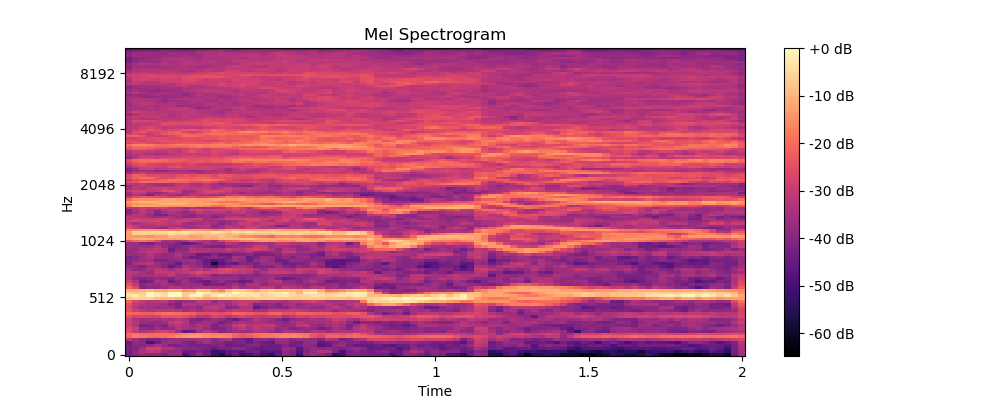 Mel Spectrogram
8192
4096
2048
1024
512
0
Hz
0
0.5
1
1.5
2
Time
+0 dB
-10 dB
-20 dB
-30 dB
-40 dB
-50 dB
-60 dB